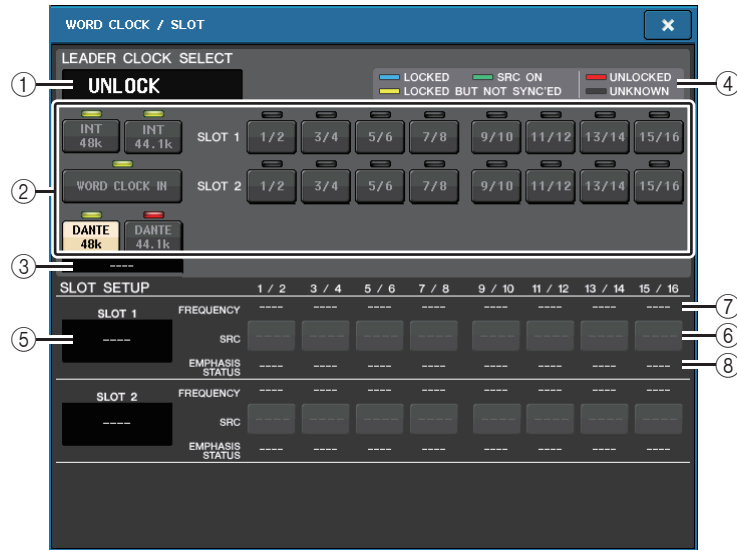 WORD CLOCK / SLOT ×
LEADER CLOCK SELECT
① UNLOCK
LOCKED SRC ON UNLOCKED ④
LOCKED BUT NOT SYNC'ED UNKNOWN
INT 48k INT 44.1k SLOT 1 1/2 3/4 5/6 7/8 9/10 11/12 13/14 15/16
② WORD CLOCK IN SLOT 2 1/2 3/4 5/6 7/8 9/10 11/12 13/14 15/16
DANTE 48k DANTE 44.1k
③ ----
SLOT SETUP 1 / 2 3 / 4 5 / 6 7 / 8 9 / 10 11 / 12 13 / 14 15 / 16
SLOT 1 FREQUENCY ---- ---- ---- ---- ---- ---- ---- ---- ⑦
⑤ ---- SRC ---- ---- ---- ---- ---- ---- ---- ---- ⑥
EMPHASIS STATUS ---- ---- ---- ---- ---- ---- ---- ---- ⑧
SLOT 2 FREQUENCY ---- ---- ---- ---- ---- ---- ---- ----
---- SRC ---- ---- ---- ---- ---- ---- ---- ----
EMPHASIS STATUS ---- ---- ---- ---- ---- ---- ---- ----